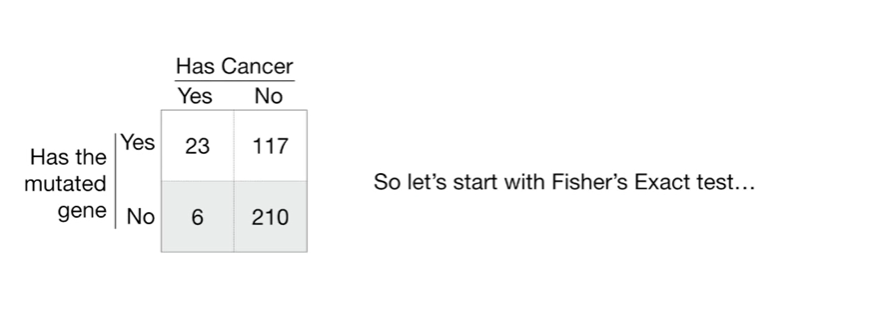 Has Cancer
Yes No
Has the
mutated
gene
Yes 23 117
No 6 210
So let’s start with Fisher’s Exact test…